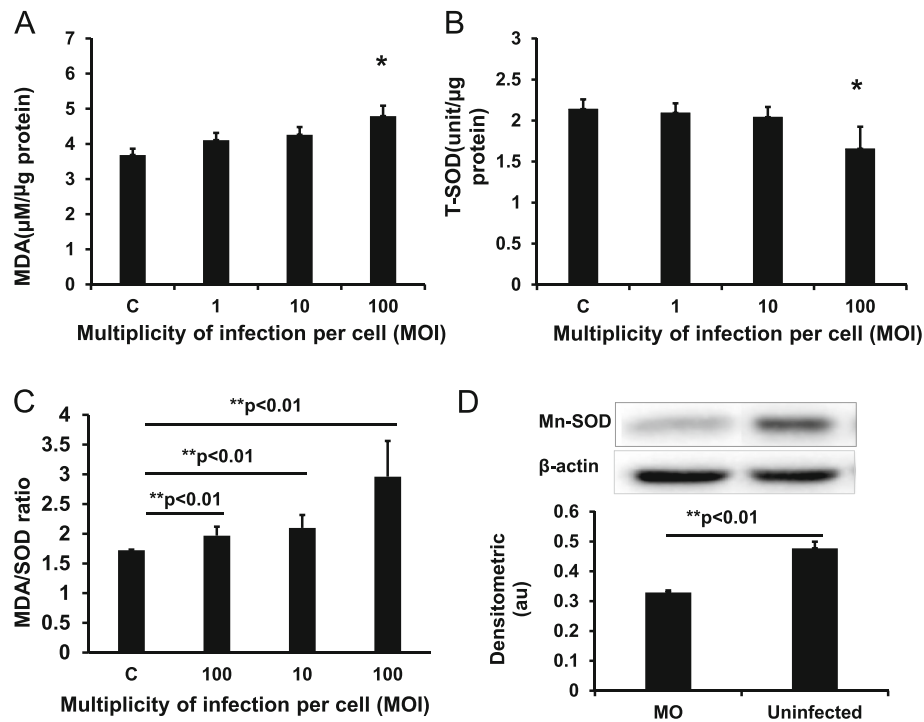 A
MDA(µM/µg protein)
7
6
5
4
3
2
1
0
*
C 1 10 100
Multiplicity of infection per cell (MOI)
B
T-SOD(unit/µg
protein)
3
2.5
2
1.5
1
0.5
0
*
C 1 10 100
Multiplicity of infection per cell (MOI)
C
MDA/SOD ratio
4
3.5
3
2.5
2
1.5
1
0.5
0
**p<0.01
**p<0.01
**p<0.01
C 100 10 100
Multiplicity of infection per cell (MOI)
D
Mn-SOD
β-actin
Densitometric
(au)
0.6
0.5
0.4
0.3
0.2
0.1
0
**p<0.01
MO Uninfected